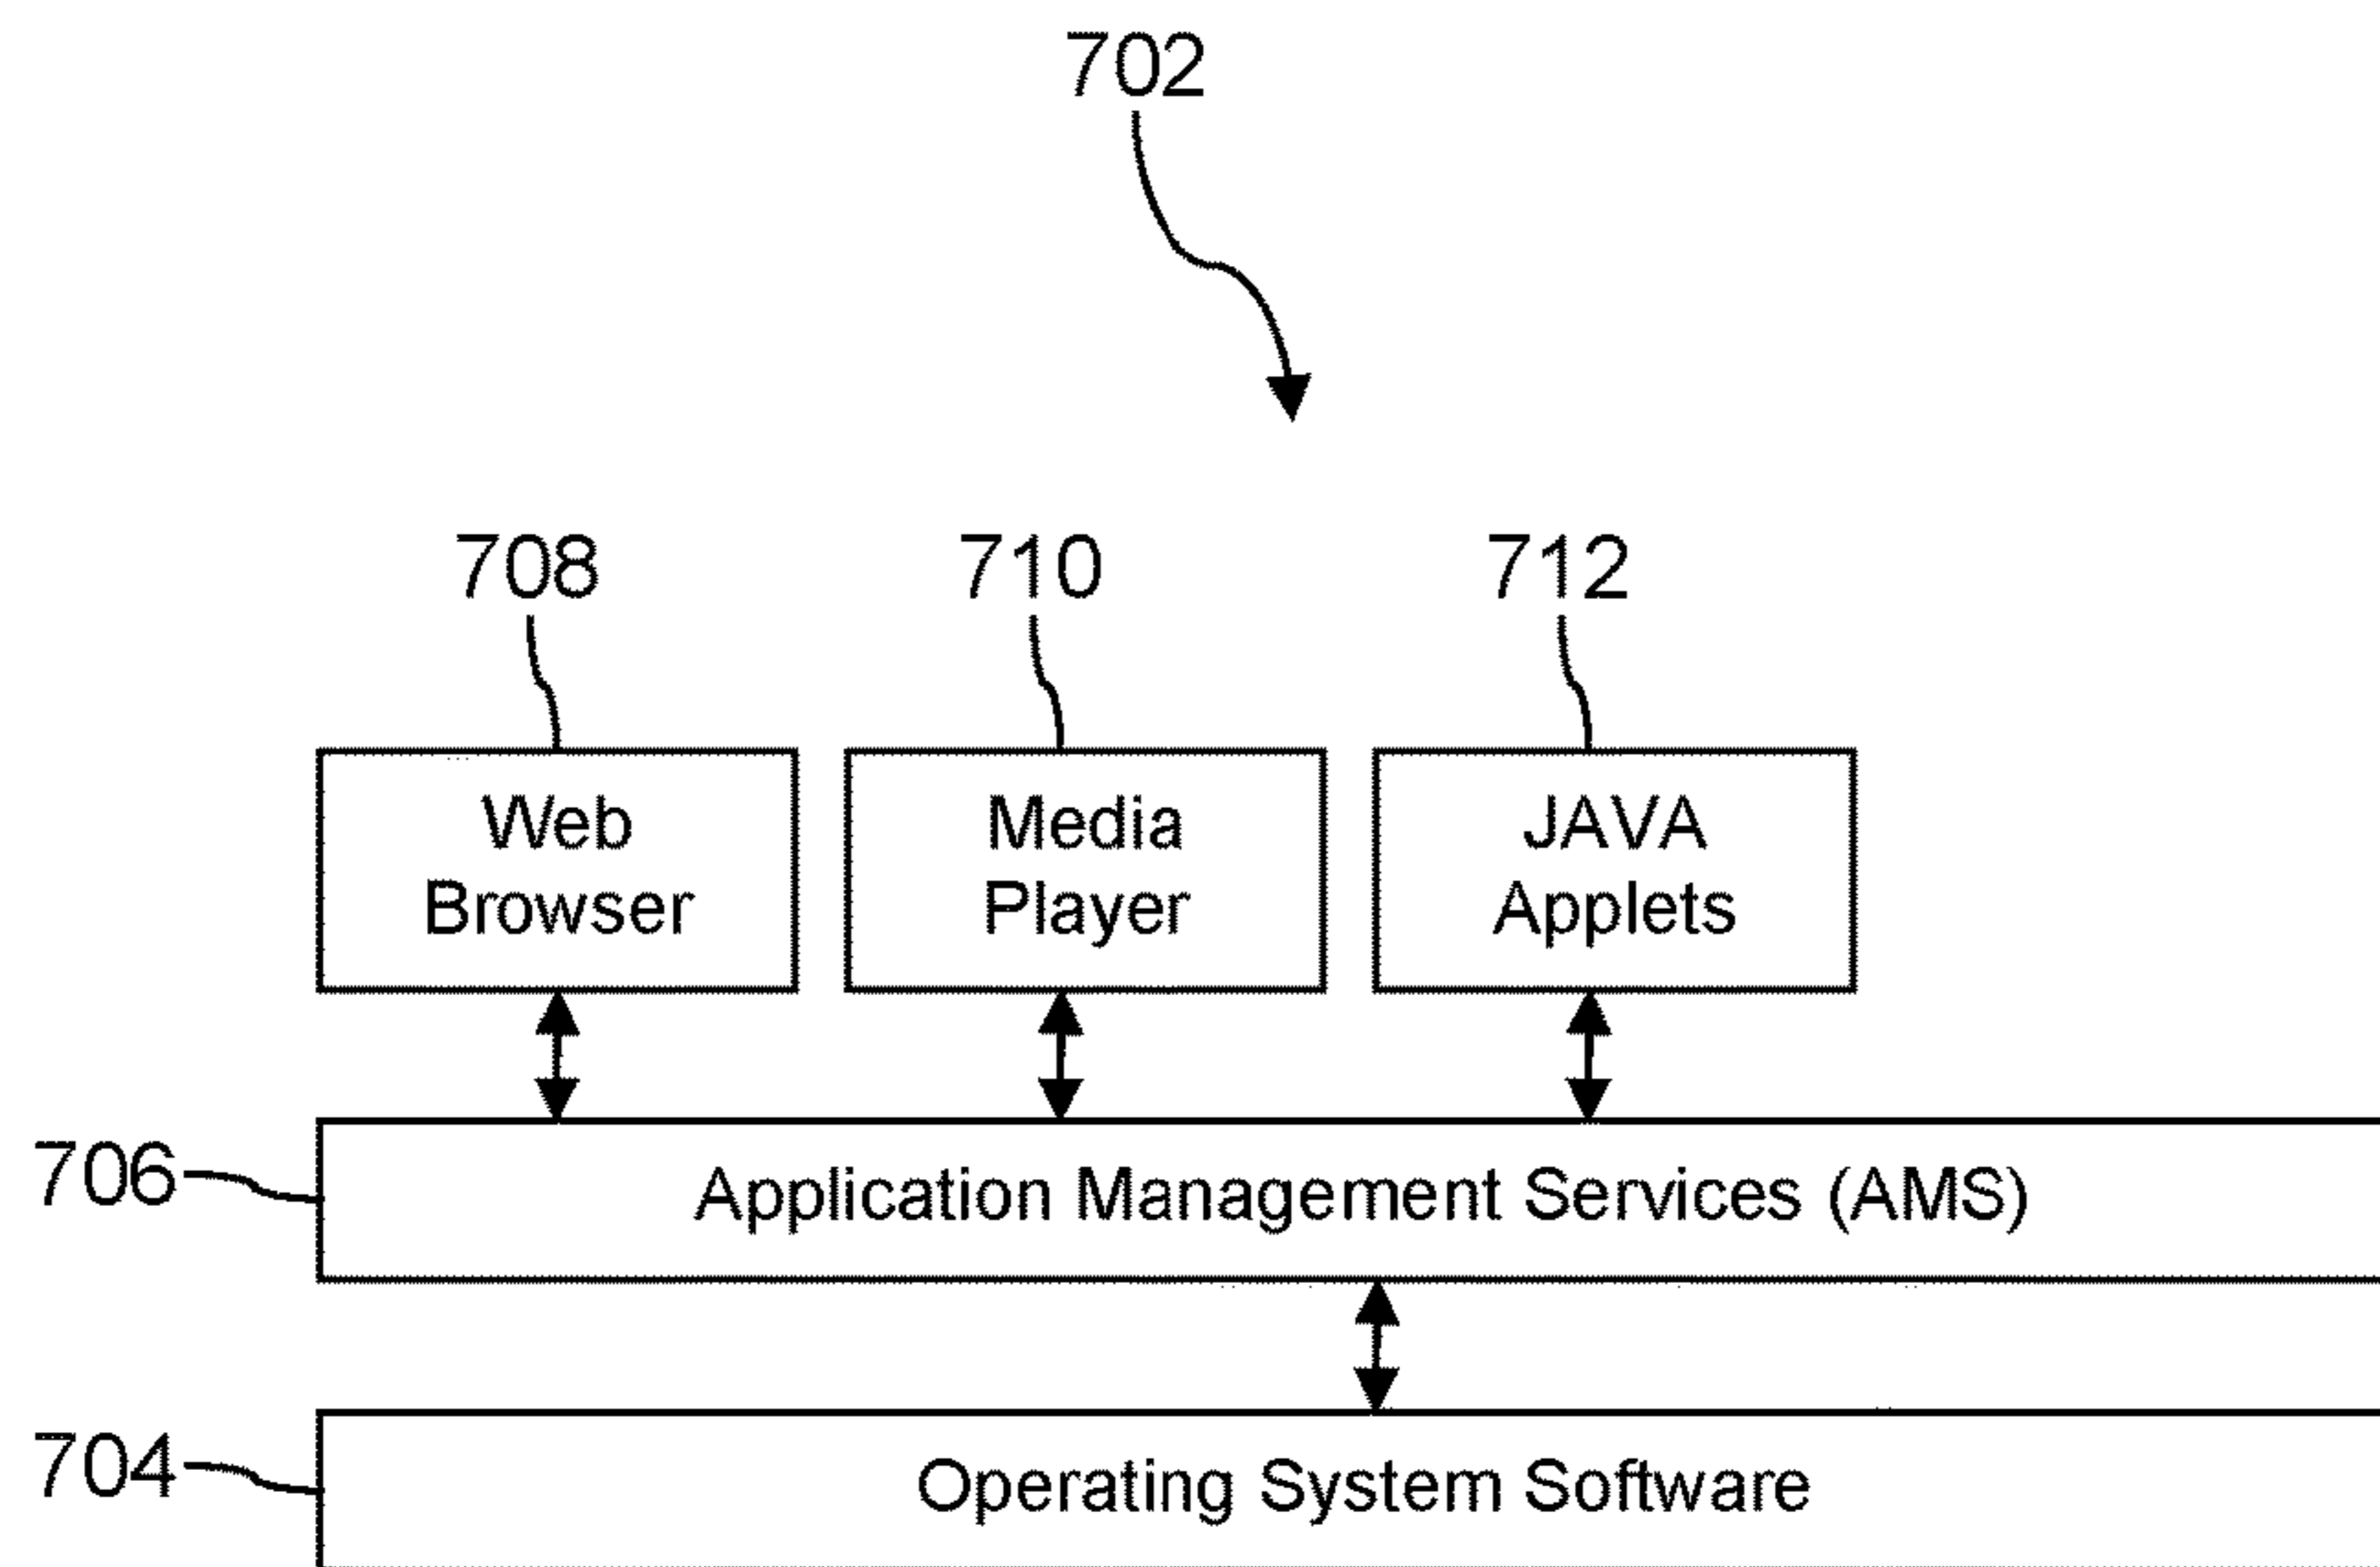 702
708
710
712
Web
Browser
Media
Player
JAVA
Applets
706
Application Management Services (AMS)
704
Operating System Software